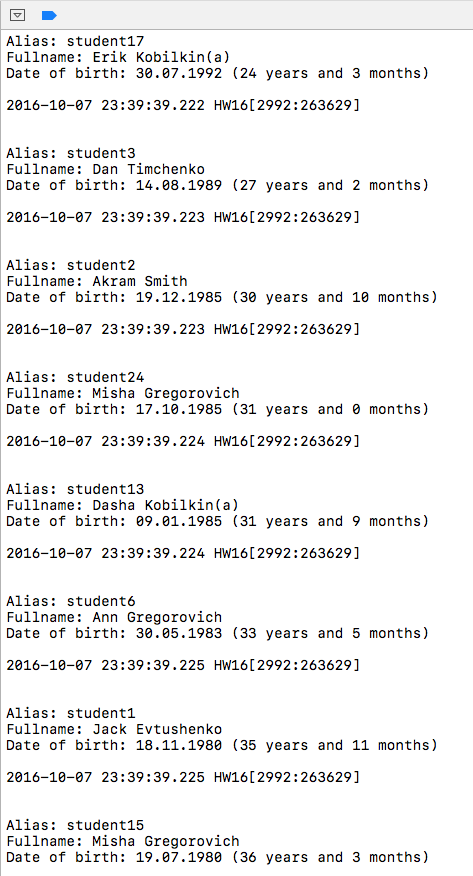 Alias: student17
Fullname: Erik Kobilkin(a)
Date of birth: 30.07.1992 (24 years and 3 months)
2016-10-07 23:39:39.222 HW16[2992:263629]
Alias: student3
Fullname: Dan Timchenko
Date of birth: 14.08.1989 (27 years and 2 months)
2016-10-07 23:39:39.223 HW16[2992:263629]
Alias: student2
Fullname: Akram Smith
Date of birth: 19.12.1985 (30 years and 10 months)
2016-10-07 23:39:39.223 HW16[2992:263629]
Alias: student24
Fullname: Misha Gregorovich
Date of birth: 17.10.1985 (31 years and 0 months)
2016-10-07 23:39:39.224 HW16[2992:263629]
Alias: student13
Fullname: Dasha Kobilkin(a)
Date of birth: 09.01.1985 (31 years and 9 months)
2016-10-07 23:39:39.224 HW16[2992:263629]
Alias: student6
Fullname: Ann Gregorovich
Date of birth: 30.05.1983 (33 years and 5 months)
2016-10-07 23:39:39.225 HW16[2992:263629]
Alias: student1
Fullname: Jack Evtushenko
Date of birth: 18.11.1980 (35 years and 11 months)
2016-10-07 23:39:39.225 HW16[2992:263629]
Alias: student15
Fullname: Misha Gregorovich
Date of birth: 19.07.1980 (36 years and 3 months)